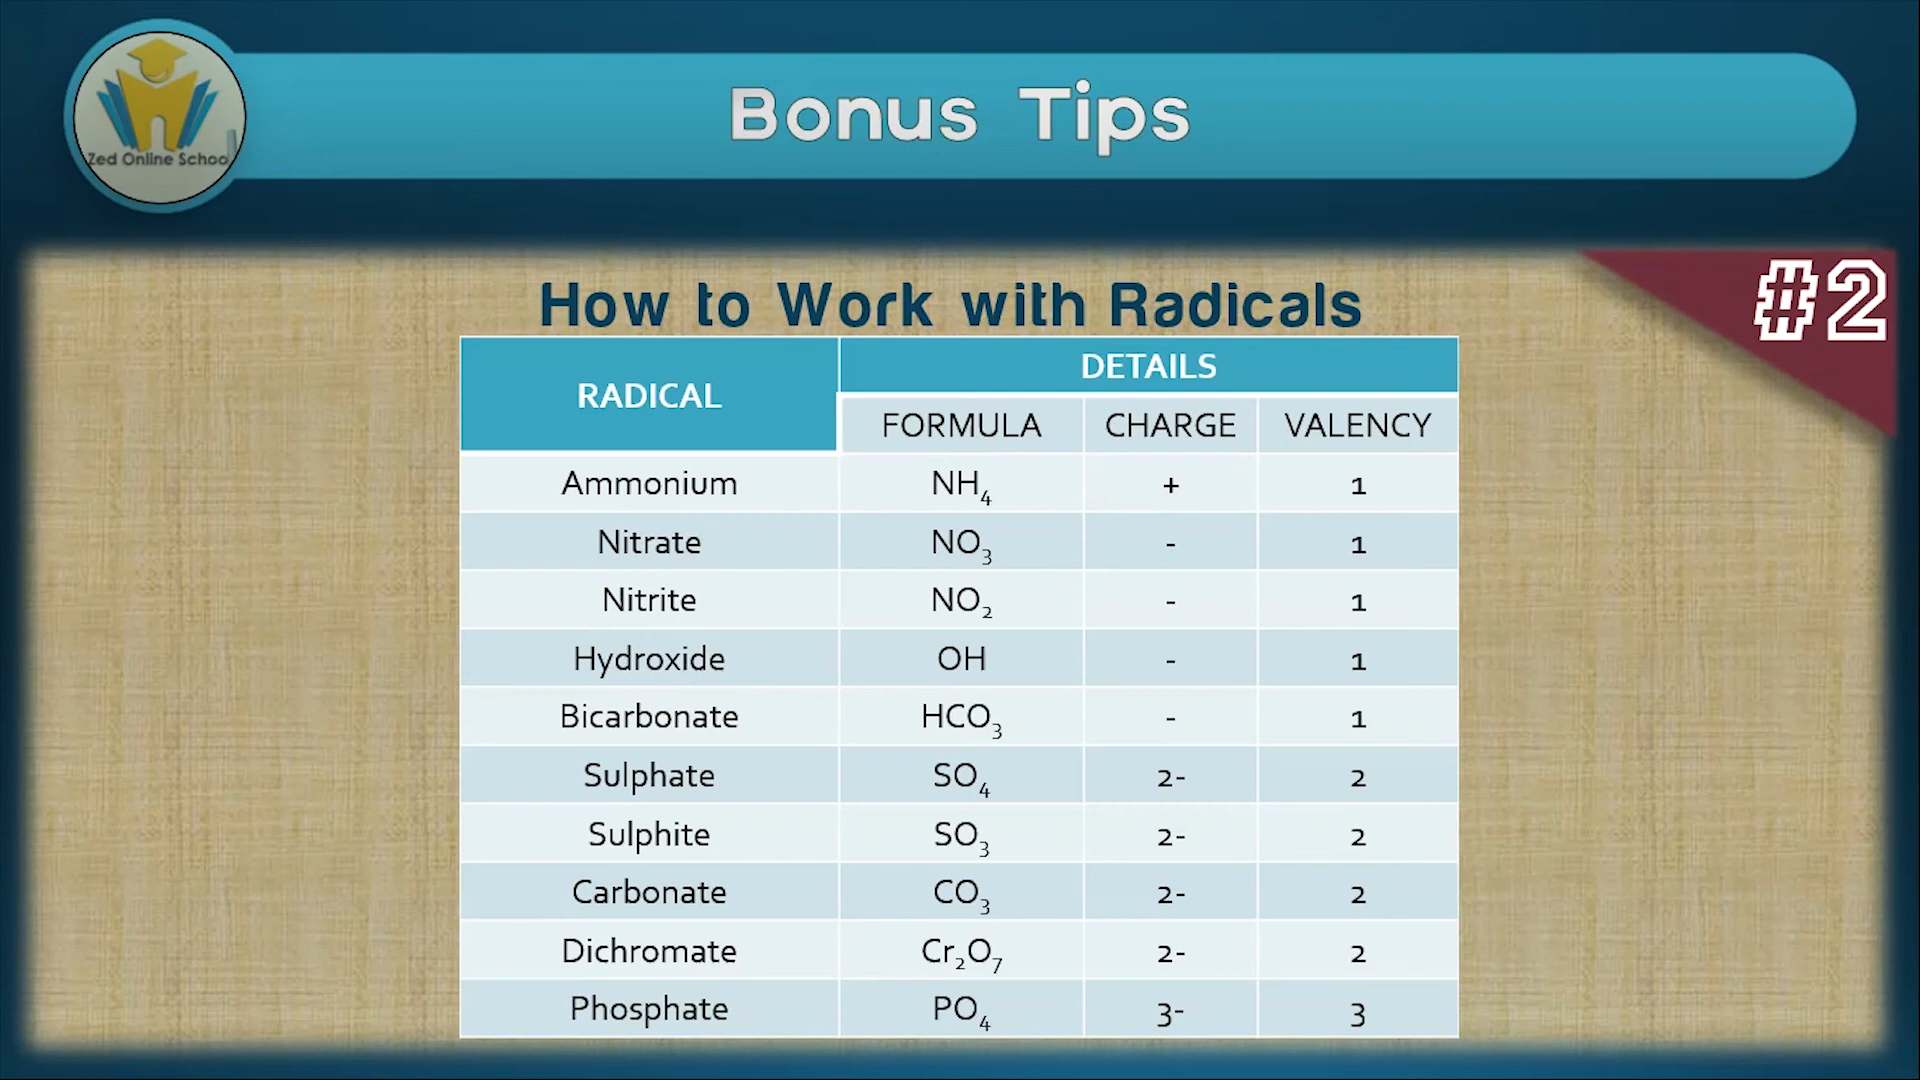 Bonus Tips
Zed Online School
#2
How to Work with Radicals
RADICAL DETAILS
FORMULA CHARGE VALENCY
Ammonium NH₄ + 1
Nitrate NO₃ - 1
Nitrite NO₂ - 1
Hydroxide OH - 1
Bicarbonate HCO₃ - 1
Sulphate SO₄ 2- 2
Sulphite SO₃ 2- 2
Carbonate CO₃ 2- 2
Dichromate Cr₂O₇ 2- 2
Phosphate PO₄ 3- 3